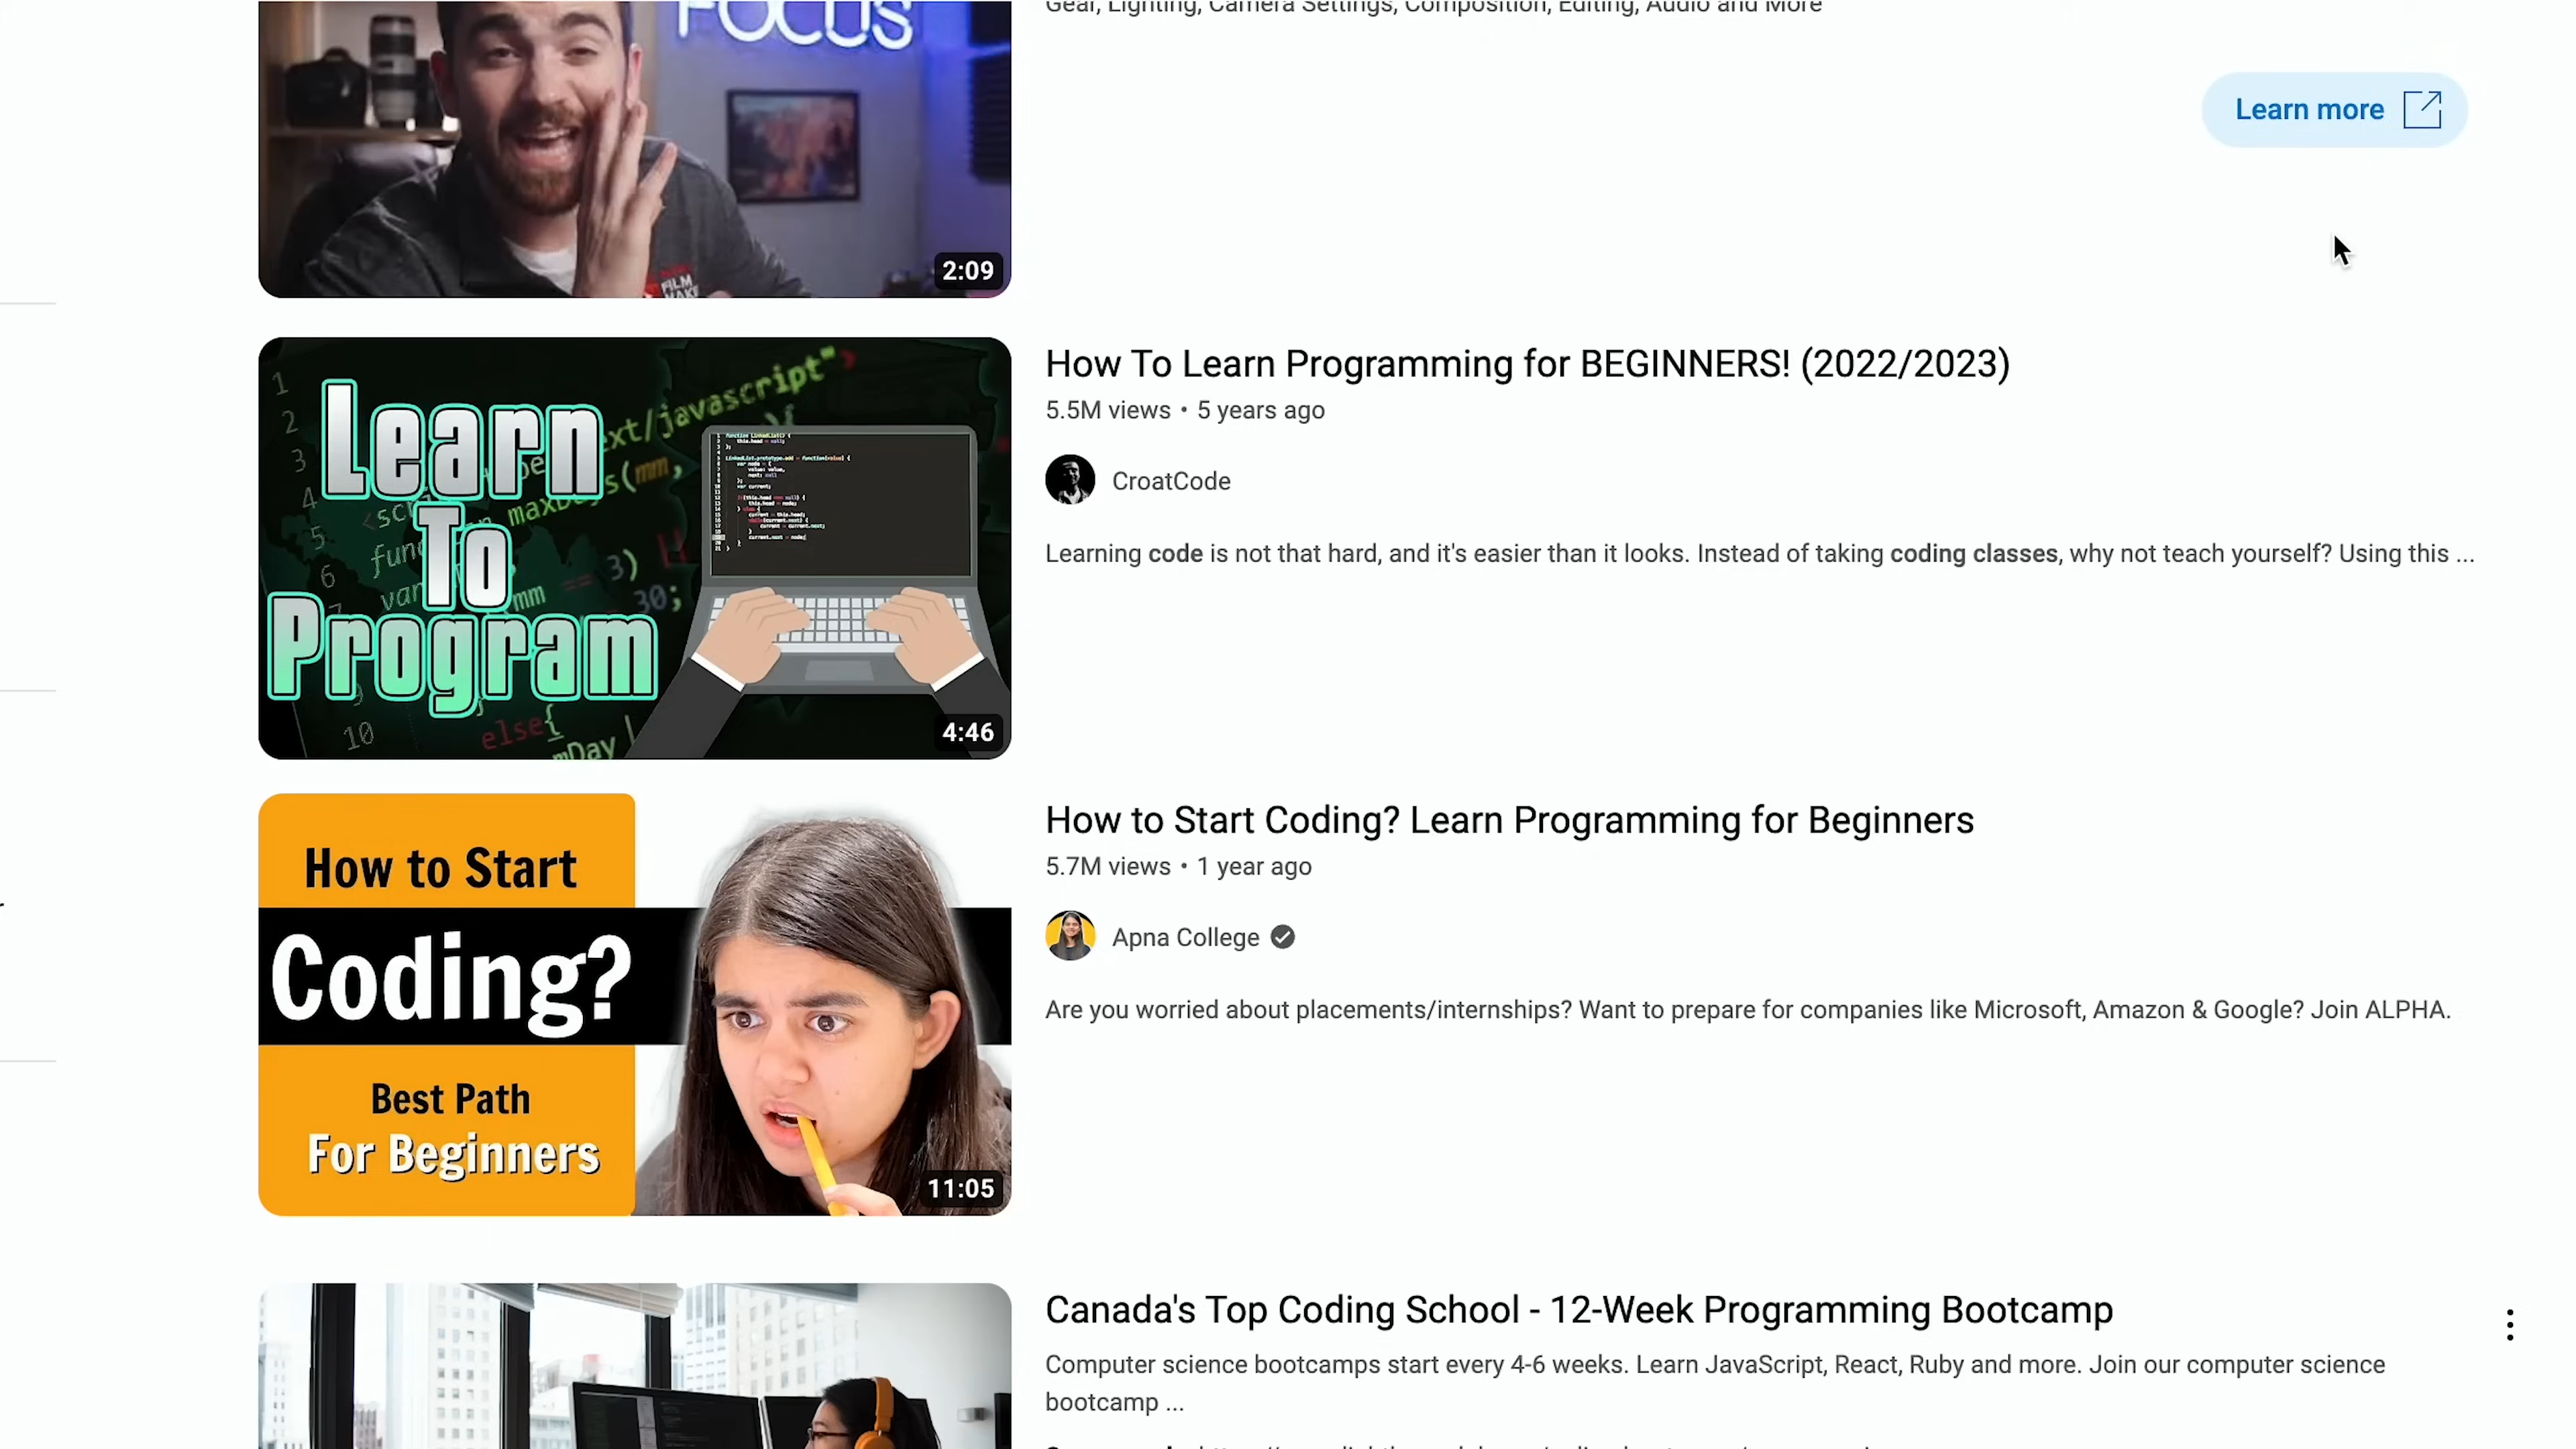 Gear, Lighting, Camera Settings, Composition, Editing, Audio and More
FOCUS
Learn more
FILM
2:09
Learn
To
Program
4:46
How To Learn Programming for BEGINNERS! (2022/2023)
5.5M views • 5 years ago
CroatCode
Learning code is not that hard, and it's easier than it looks. Instead of taking coding classes, why not teach yourself? Using this ...
How to Start
Coding?
Best Path
For Beginners
11:05
How to Start Coding? Learn Programming for Beginners
5.7M views • 1 year ago
Apna College
Are you worried about placements/internships? Want to prepare for companies like Microsoft, Amazon & Google? Join ALPHA.
Canada's Top Coding School - 12-Week Programming Bootcamp
Computer science bootcamps start every 4-6 weeks. Learn JavaScript, React, Ruby and more. Join our computer science
bootcamp ...